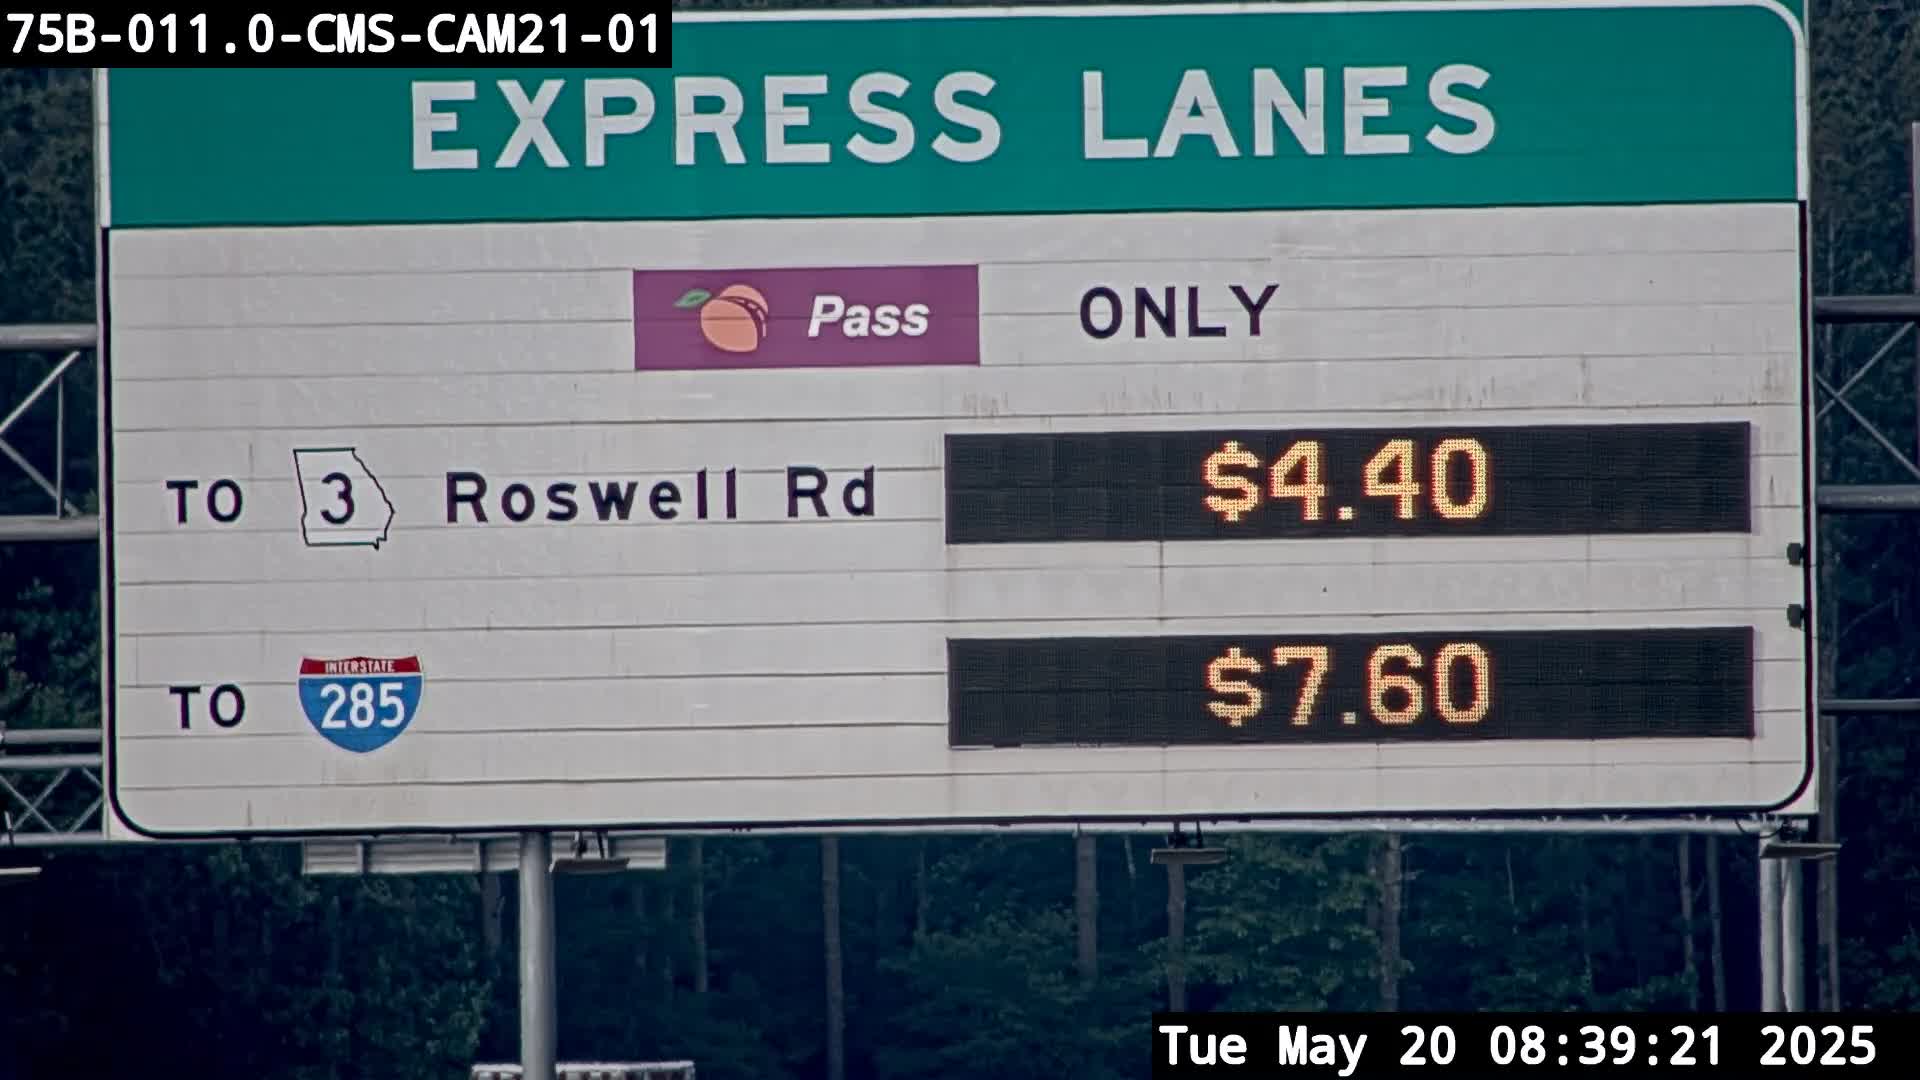 75B-011.0-CMS-CAM21-01
EXPRESS LANES
Pass ONLY
TO 3 Roswell Rd $4.40
TO INTERSTATE 285 $7.60
Tue May 20 08:39:21 2025